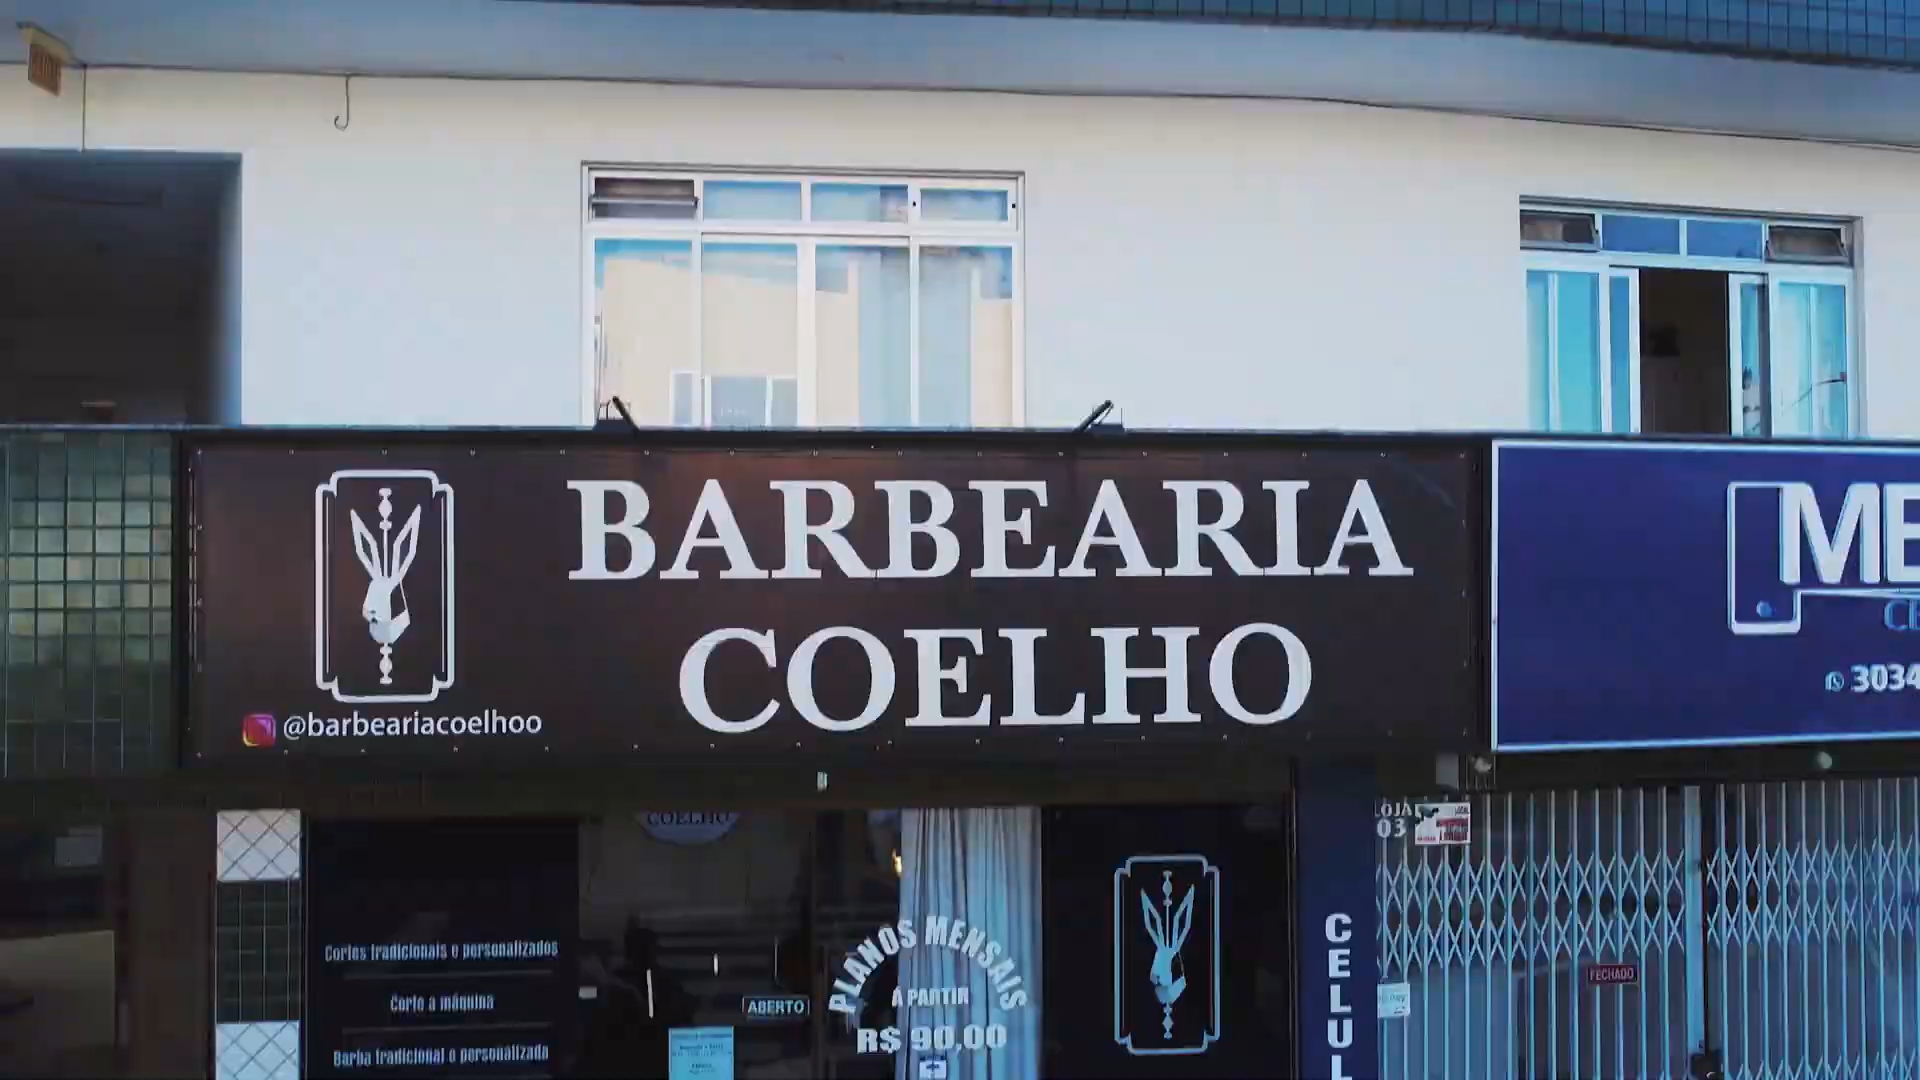 BARBEARIA
COELHO
@barbeariacoelhoo
ME
3034
COELHO
LOJA
03
Cortes tradicionais e personalizados
Corte a máquina
Barba tradicional e personalizada
ABERTO
PLANOS MENSAIS
A PARTIR
R$ 90,00
CELUL
FECHADO